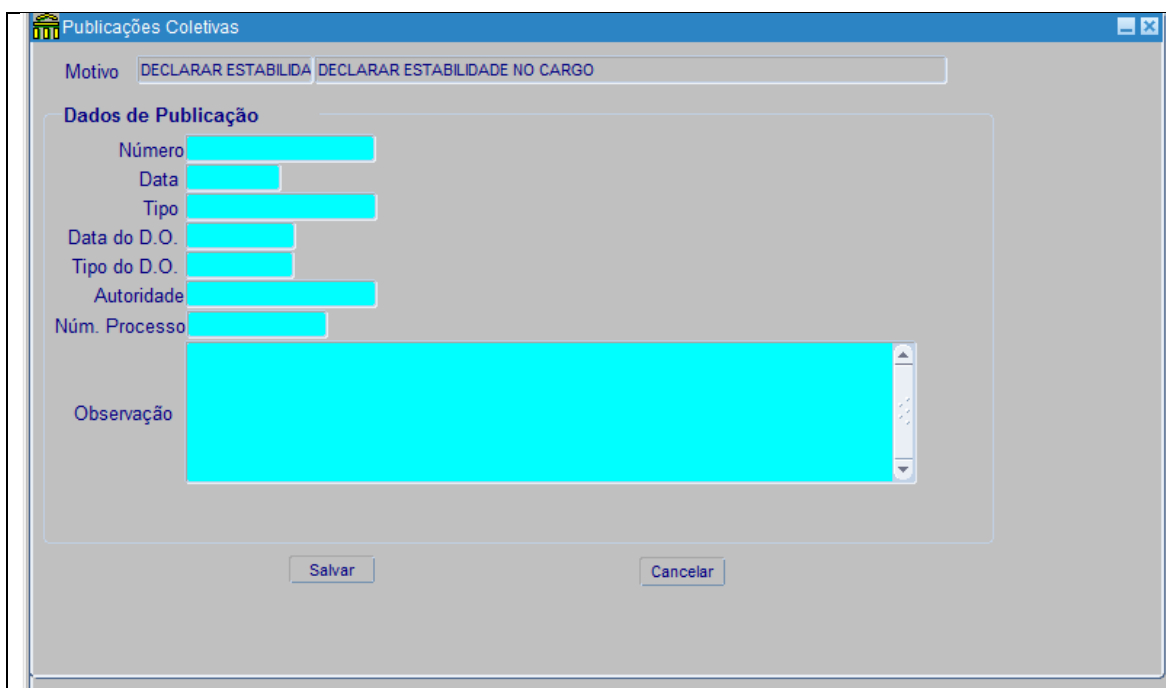 Publicações Coletivas
Motivo DECLARAR ESTABILIDA DECLARAR ESTABILIDADE NO CARGO
Dados de Publicação
Número
Data
Tipo
Data do D.O.
Tipo do D.O.
Autoridade
Núm. Processo
Observação
Salvar Cancelar